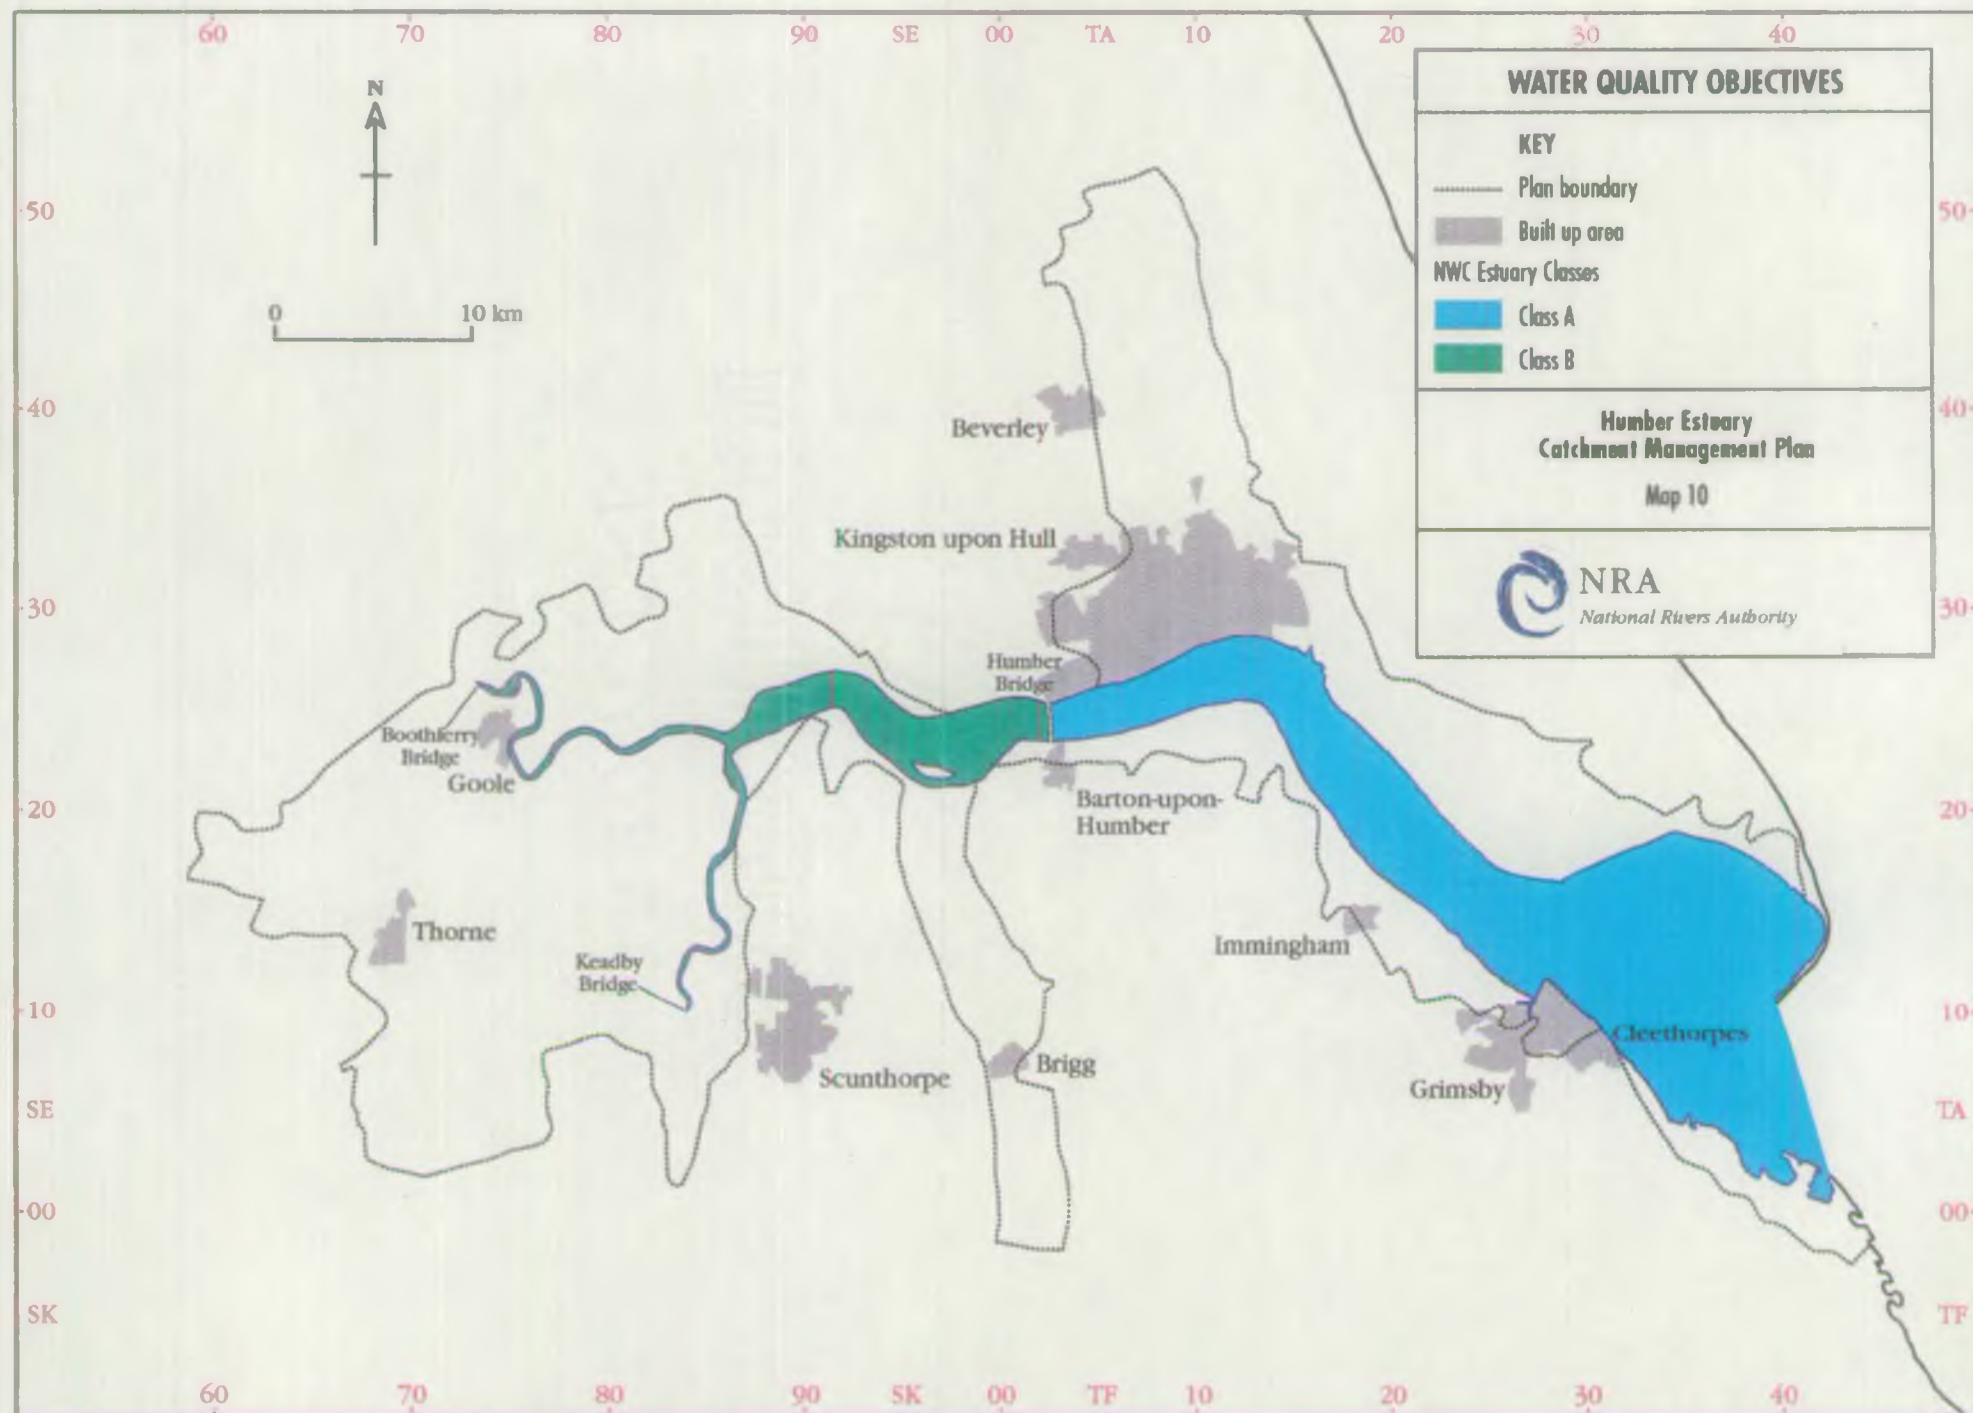 60 70 80 90 SE 00 TA 10 20 30 40
WATER QUALITY OBJECTIVES
KEY
Plan boundary
Built up area
NWC Estuary Classes
Class A
Class B
Humber Estuary
Catchment Management Plan
Map 10
NRA
National Rivers Authority
N
0 10 km
50 50
40 40
30 30
20 20
10 10
SE TA
00 00
SK TF
Beverley
Kingston upon Hull
Humber
Bridge
Boothferry
Bridge
Goole
Barton-upon-
Humber
Thorne
Keadby
Bridge
Immingham
Scunthorpe
Brigg
Cleethorpes
Grimsby
60 70 80 90 SK 00 TF 10 20 30 40